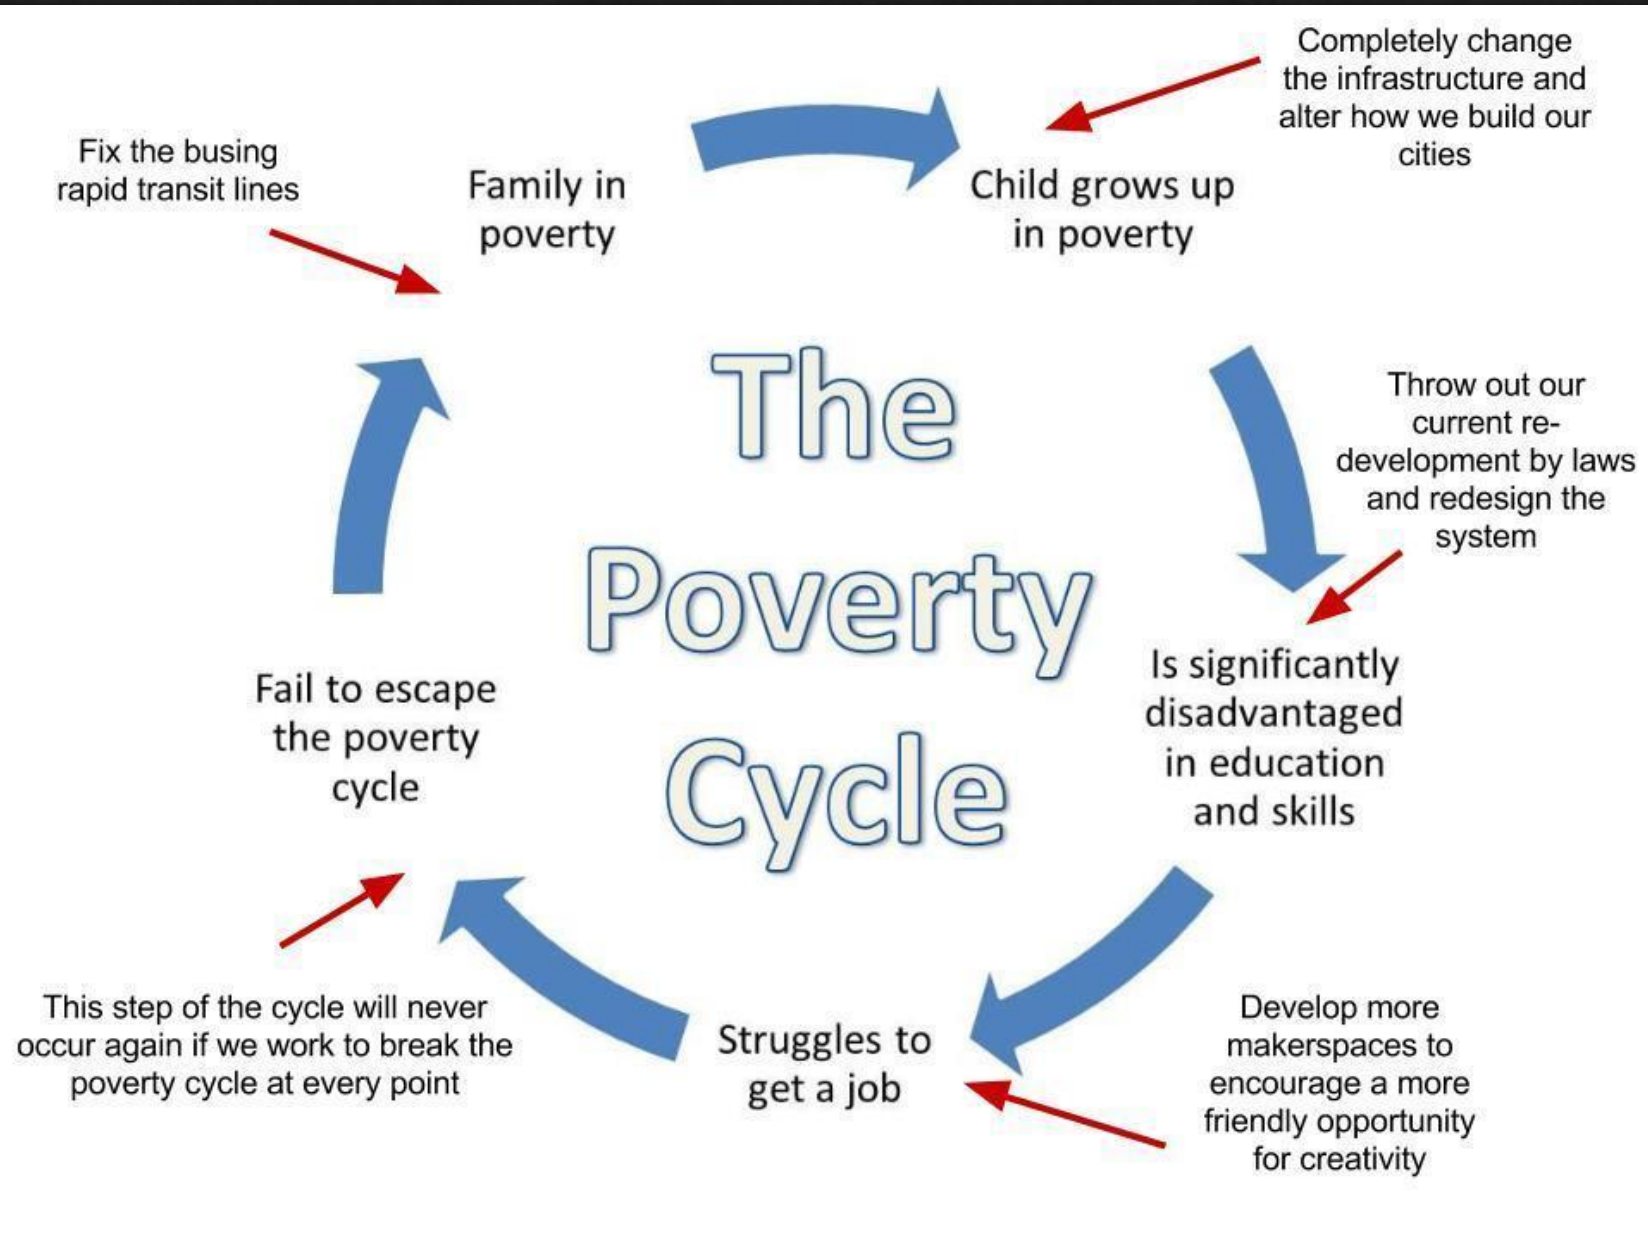 Completely change
the infrastructure and
alter how we build our
cities
Fix the busing
rapid transit lines
Family in
poverty
Child grows up
in poverty
The
Poverty
Cycle
Throw out our
current re-
development by laws
and redesign the
system
Is significantly
disadvantaged
in education
and skills
Fail to escape
the poverty
cycle
This step of the cycle will never
occur again if we work to break the
poverty cycle at every point
Struggles to
get a job
Develop more
makerspaces to
encourage a more
friendly opportunity
for creativity